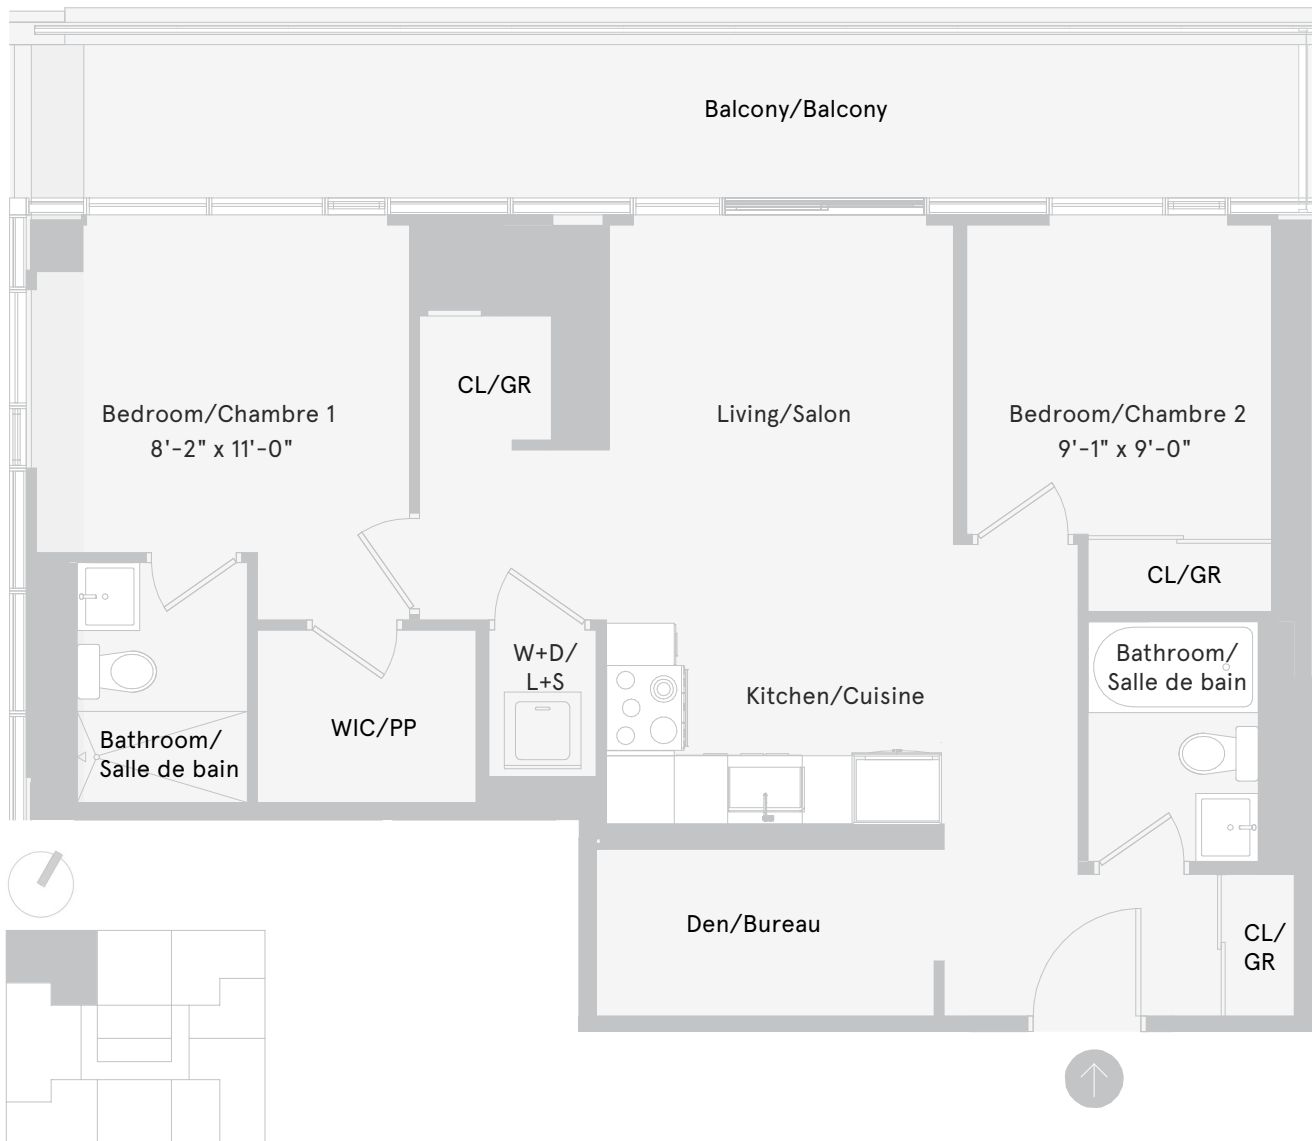 Balcony/Balcony
CL/GR
Bedroom/Chambre 1
8'-2" x 11'-0"
Living/Salon
Bedroom/Chambre 2
9'-1" x 9'-0"
CL/GR
W+D/
L+S
Bathroom/
Salle de bain
Kitchen/Cuisine
WIC/PP
Bathroom/
Salle de bain
Den/Bureau
CL/
GR